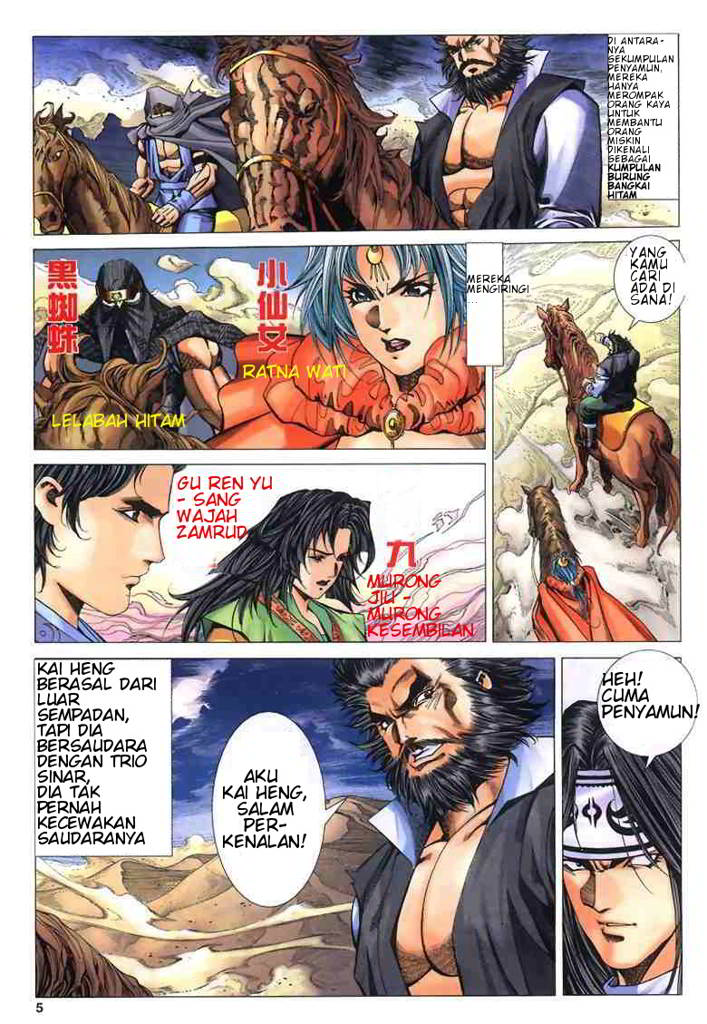 DI ANTARA-
NYA
SEKUMPULAN
PENYAMUN,
MEREKA
HANYA
MEROMPAK
ORANG KAYA
UNTUK
MEMBANTU
ORANG
MISKIN
DIKENALI
SEBAGAI
KUMPULAN
BURUNG
BANGKAI
HITAM
黑蜘蛛
LELABAH HITAM
小仙女
RATNA WATI
MEREKA
MENGIRINGI
...
YANG
KAMU
CARI
ADA DI
SANA!
GU REN YU
- SANG
WAJAH
ZAMRUD
九
MURONG
JIU -
MURONG
KESEMBILAN
KAI HENG
BERASAL DARI
LUAR
SEMPADAN,
TAPI DIA
BERSAUDARA
DENGAN TRIO
SINAR,
DIA TAK
PERNAH
KECEWAKAN
SAUDARANYA
AKU
KAI HENG,
SALAM
PER-
KENALAN!
HEH!
CUMA
PENYAMUN!
5